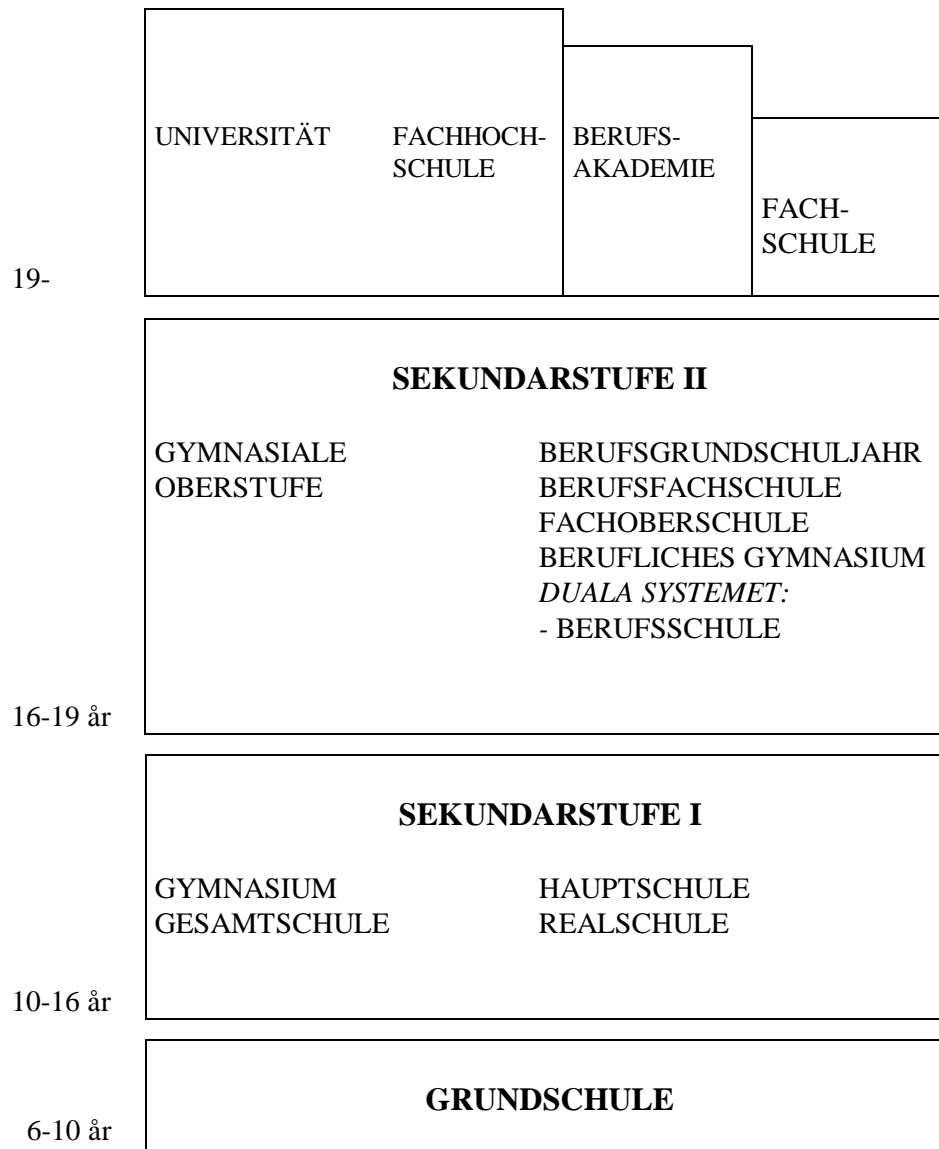 UNIVERSITÄT FACHHOCH- BERUFS-
SCHULE AKADEMIE
FACH-
SCHULE
19-
SEKUNDARSTUFE II
GYMNASIALE BERUFSGRUNDSCHULJAHR
OBERSTUFE BERUFSFACHSCHULE
FACHOBERSCHULE
BERUFLICHES GYMNASIUM
DUALA SYSTEMET:
- BERUFSSCHULE
16-19 år
SEKUNDARSTUFE I
GYMNASIUM HAUPTSCHULE
GESAMTSCHULE REALSCHULE
10-16 år
GRUNDSCHULE
6-10 år